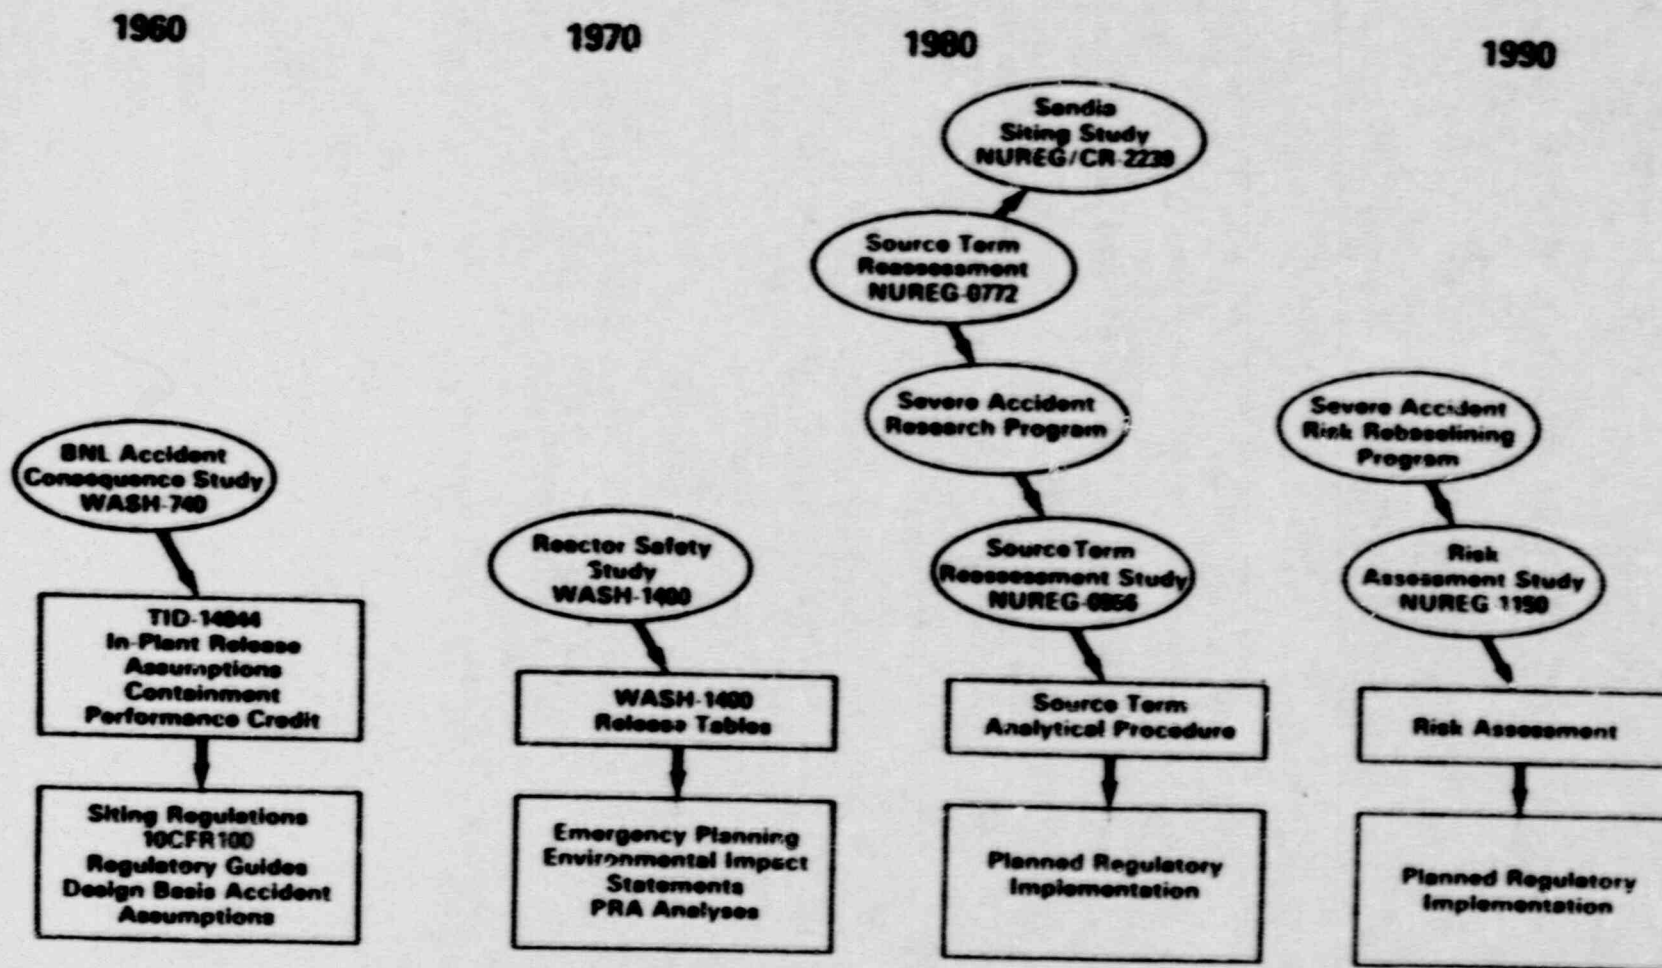 1960
1970
1980
1990
Sandia
Siting Study
NUREG/CR-2239
Source Term
Reassessment
NUREG-0772
Severe Accident
Research Program
Severe Accident
Risk Rebaselining
Program
BNL Accident
Consequence Study
WASH-740
Reactor Safety
Study
WASH-1400
Source Term
Reassessment Study
NUREG-0956
Risk
Assessment Study
NUREG 1150
TID-14844
In-Plant Release
Assumptions
Containment
Performance Credit
WASH-1400
Release Tables
Source Term
Analytical Procedure
Risk Assessment
Siting Regulations
10CFR100
Regulatory Guides
Design Basis Accident
Assumptions
Emergency Planning
Environmental Impact
Statements
PRA Analyses
Planned Regulatory
Implementation
Planned Regulatory
Implementation